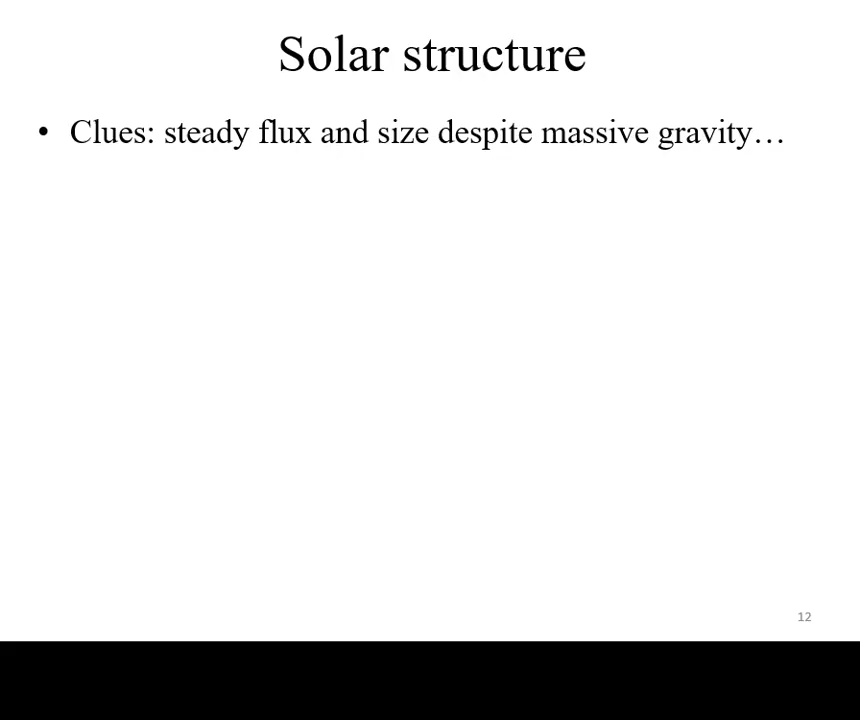 Solar structure
• Clues: steady flux and size despite massive gravity…
12